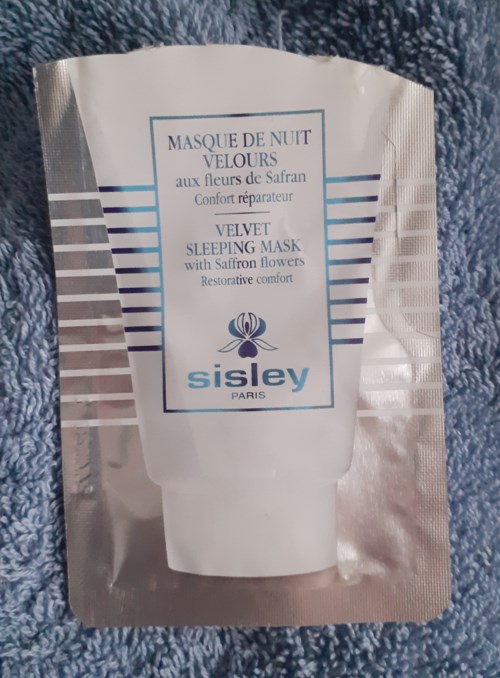 MASQUE DE NUIT
VELOURS
aux fleurs de Safran
Confort réparateur
VELVET
SLEEPING MASK
with Saffron flowers
Restorative comfort
sisley
PARIS